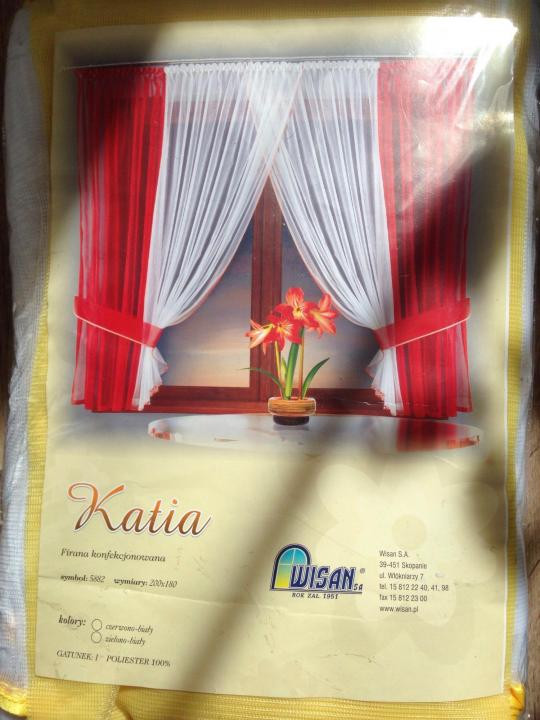 Katia
Firana konfekcjonowana
symbol: 5882 wymiary: 200x180
kolory:
czerwono-biały
zielono-biały
GATUNEK: I POLIESTER 100%
WISAN® SA
ROK ZAŁ. 1951
Wisan S.A.
39-451 Skopanie
ul. Włókniarzy 7
tel. 15 812 22 40, 41, 98
fax 15 812 23 00
www.wisan.pl